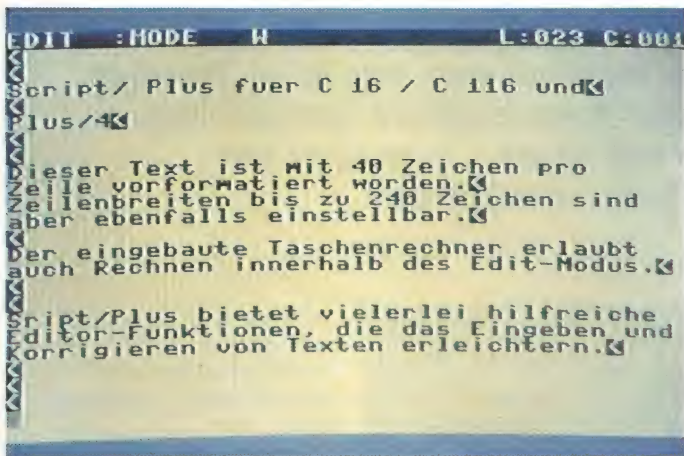 EDIT :MODE W L:023 C:001
Script/ Plus fuer C 16 / C 116 und
Plus/4
Dieser Text ist mit 40 Zeichen pro
Zeile vorformatiert worden.
Zeilenbreiten bis zu 240 Zeichen sind
aber ebenfalls einstellbar.
Der eingebaute Taschenrechner erlaubt
auch Rechnen innerhalb des Edit-Modus.
Script/Plus bietet vielerlei hilfreiche
Editor-Funktionen, die das Eingeben und
Korrigieren von Texten erleichtern.